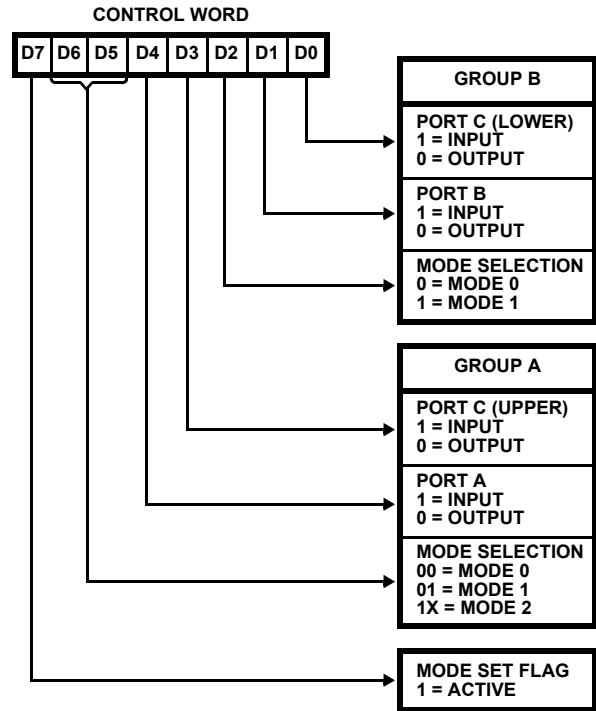 CONTROL WORD
D7 D6 D5 D4 D3 D2 D1 D0
GROUP B
PORT C (LOWER)
1 = INPUT
0 = OUTPUT
PORT B
1 = INPUT
0 = OUTPUT
MODE SELECTION
0 = MODE 0
1 = MODE 1
GROUP A
PORT C (UPPER)
1 = INPUT
0 = OUTPUT
PORT A
1 = INPUT
0 = OUTPUT
MODE SELECTION
00 = MODE 0
01 = MODE 1
1X = MODE 2
MODE SET FLAG
1 = ACTIVE